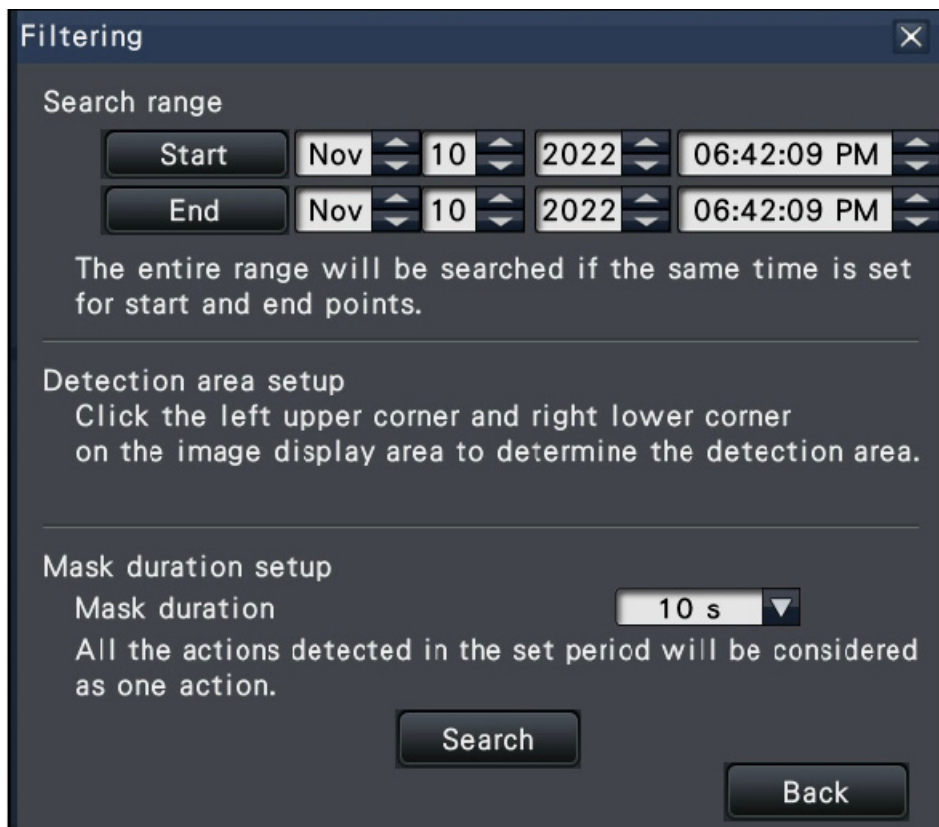 Filtering
Search range
Start Nov 10 2022 06:42:09 PM
End Nov 10 2022 06:42:09 PM
The entire range will be searched if the same time is set
for start and end points.
Detection area setup
Click the left upper corner and right lower corner
on the image display area to determine the detection area.
Mask duration setup
Mask duration 10 s
All the actions detected in the set period will be considered
as one action.
Search
Back